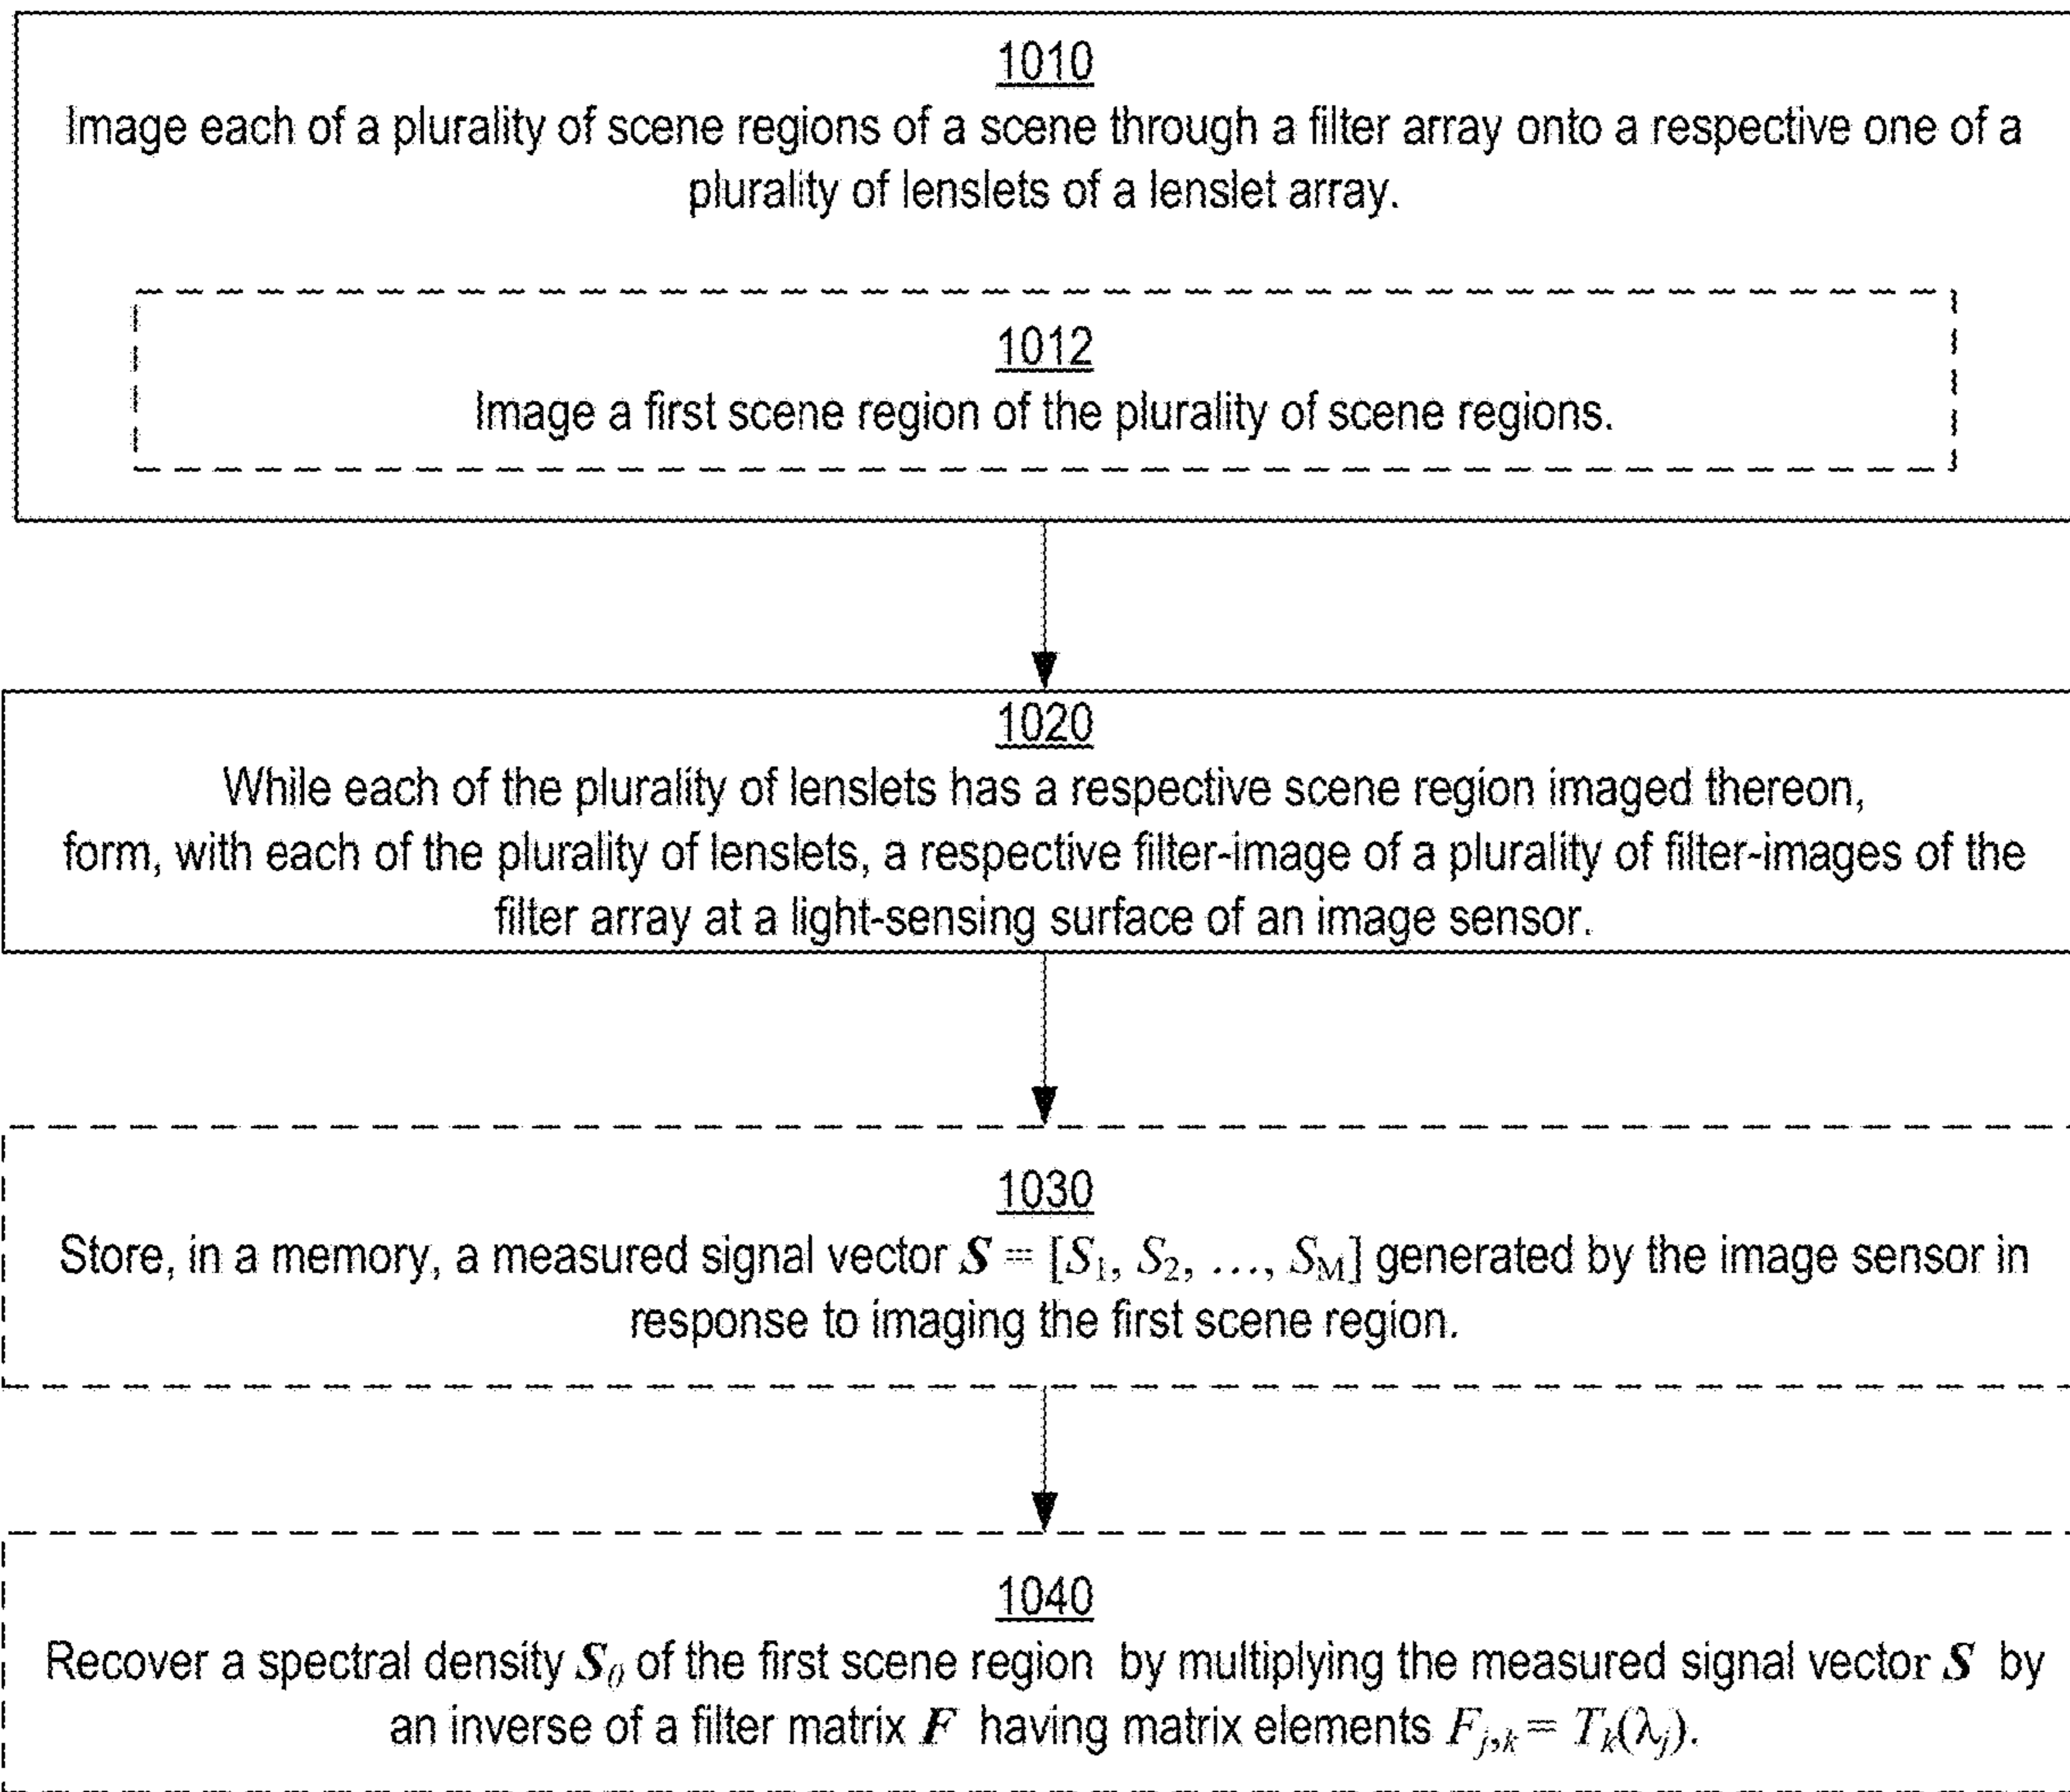 1010
Image each of a plurality of scene regions of a scene through a filter array onto a respective one of a
plurality of lenslets of a lenslet array.
1012
Image a first scene region of the plurality of scene regions.
1020
While each of the plurality of lenslets has a respective scene region imaged thereon,
form, with each of the plurality of lenslets, a respective filter-image of a plurality of filter-images of the
filter array at a light-sensing surface of an image sensor.
1030
Store, in a memory, a measured signal vector S = [S₁, S₂, ..., S_M] generated by the image sensor in
response to imaging the first scene region.
1040
Recover a spectral density S₀ of the first scene region by multiplying the measured signal vector S by
an inverse of a filter matrix F having matrix elements F_{j,k} = T_k(λ_j).